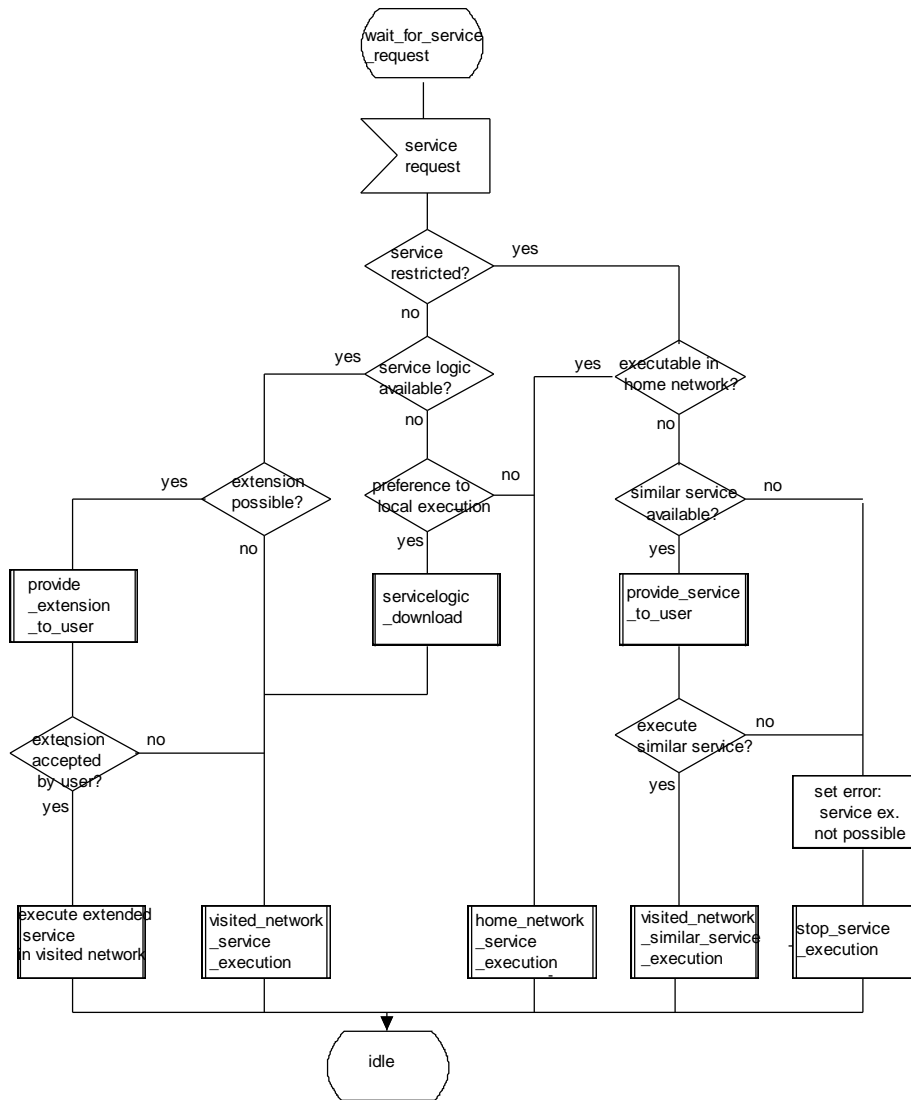 wait_for_service
_request
service
request
service
restricted?
yes
no
yes
service logic
available?
yes
executable in
home network?
no
no
yes
extension
possible?
preference to
local execution
no
similar service
available?
no
no
yes
yes
provide
_extension
_to_user
servicelogic
_download
provide_service
_to_user
extension
accepted
by user?
no
execute
similar service?
no
yes
yes
set error:
service ex.
not possible
execute extended
service
in visited network
visited_network
_service
_execution
home_network
_service
_execution
visited_network
_similar_service
_execution
stop_service
_execution
idle